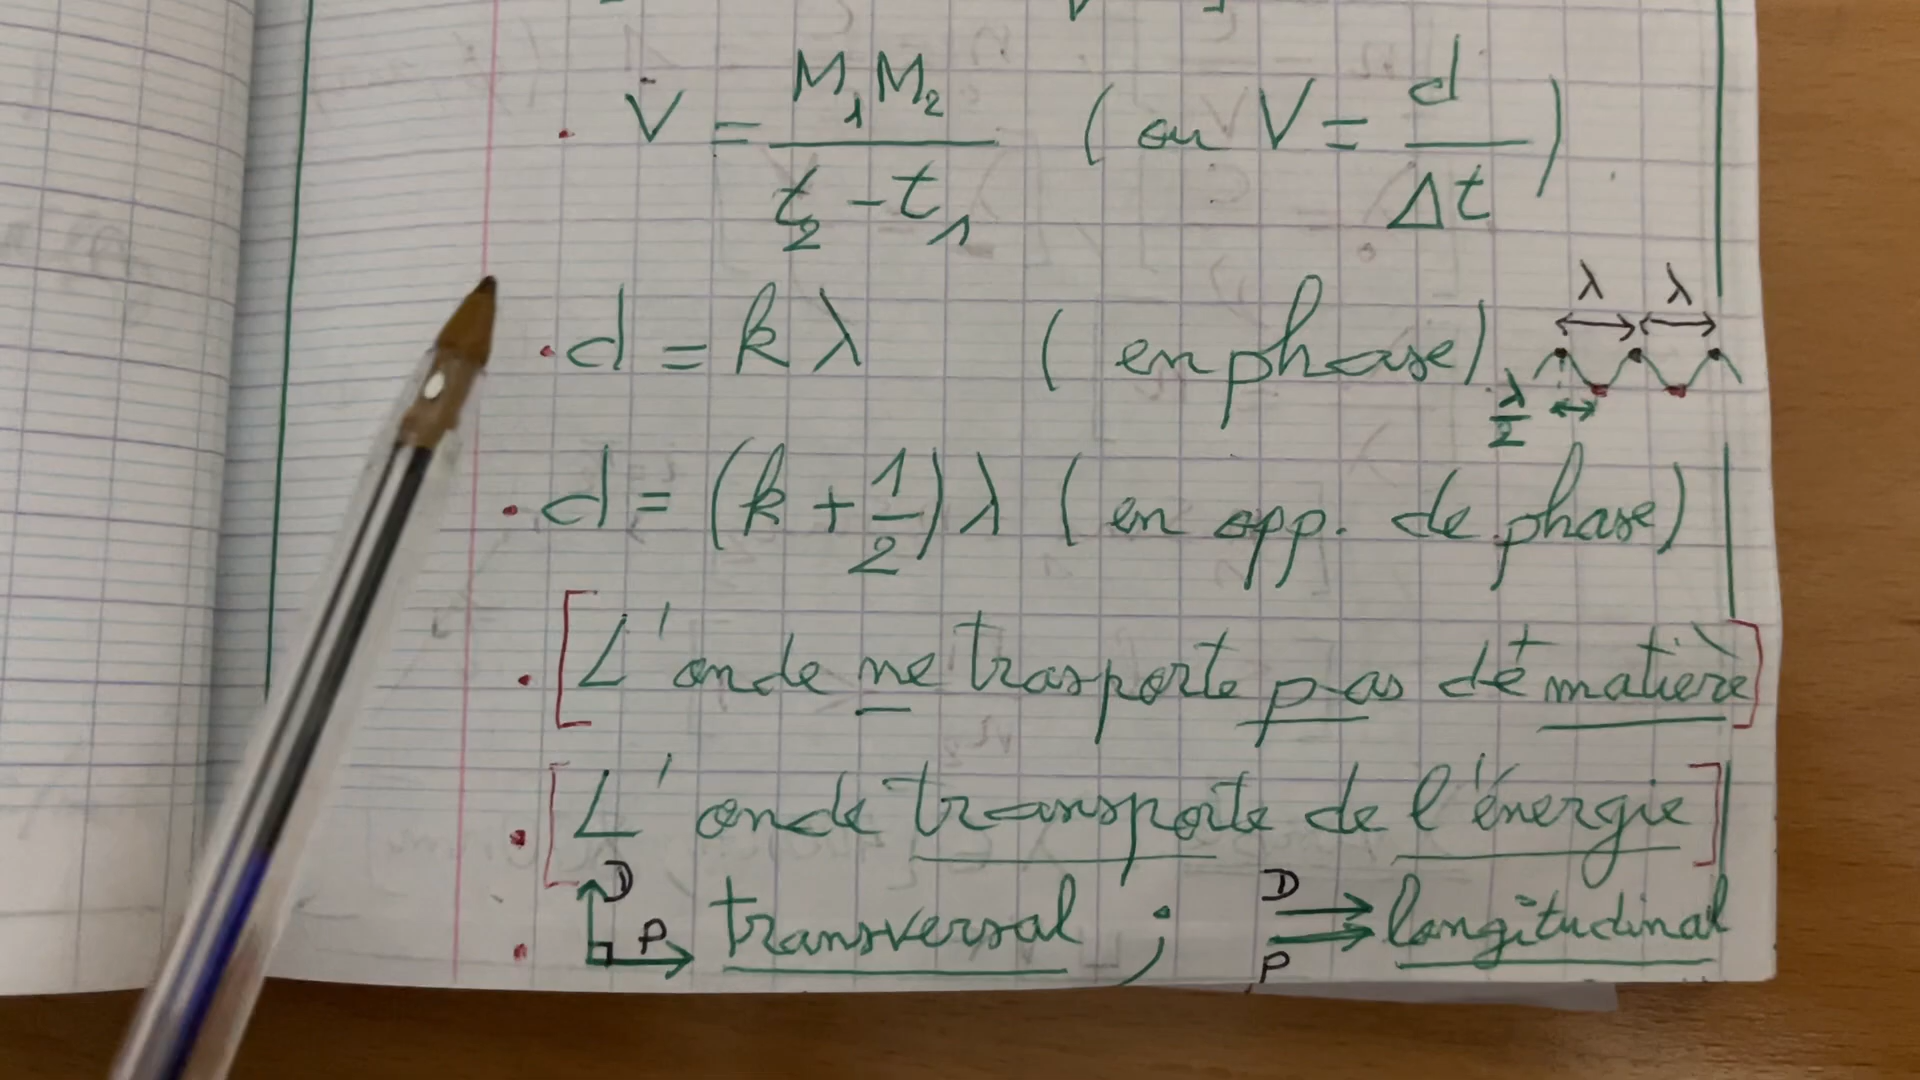 V = M₁M₂ / (t₂ - t₁) (ou V = d / Δt)
λ λ
d = kλ (en phase)
λ/2
d = (k + 1/2) λ (en opp. de phase)
[L'onde ne trasporte pas de matière]
[L'onde transporte de l'énergie]
D P transversal ; D P longitudinal